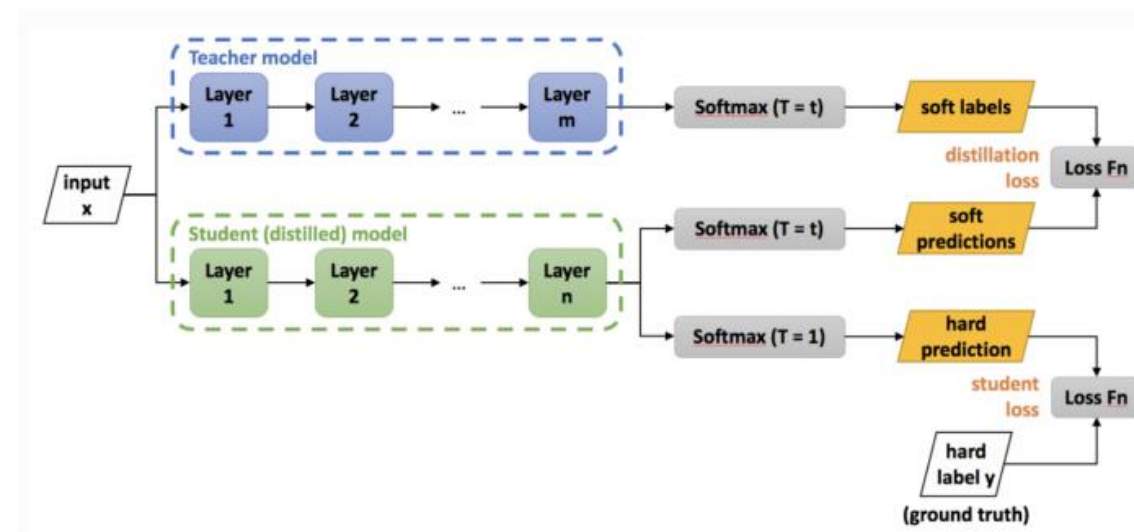 Teacher model
Layer
1
Layer
2
...
Layer
m
Softmax (T = t)
soft labels
distillation
loss
Loss Fn
input
x
Student (distilled) model
Layer
1
Layer
2
...
Layer
n
Softmax (T = t)
soft
predictions
Softmax (T = 1)
hard
prediction
student
loss
Loss Fn
hard
label y
(ground truth)